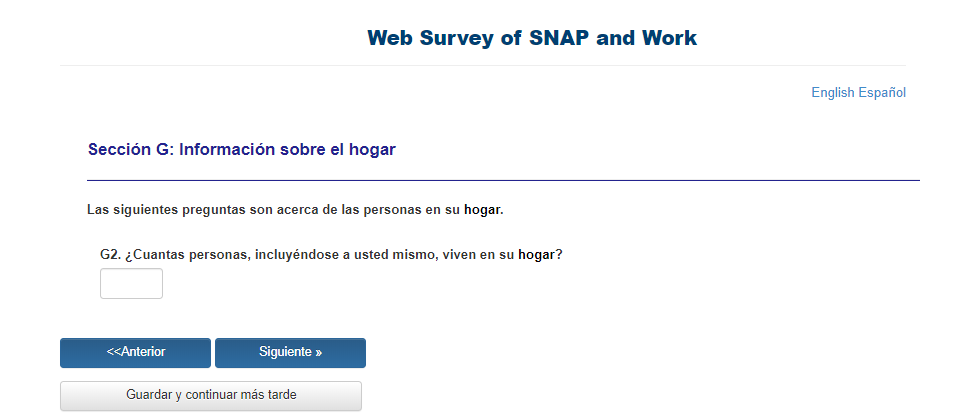 Web Survey of SNAP and Work
English Español
Sección G: Información sobre el hogar
Las siguientes preguntas son acerca de las personas en su hogar.
G2. ¿Cuantas personas, incluyéndose a usted mismo, viven en su hogar?
<<Anterior
Siguiente »
Guardar y continuar más tarde